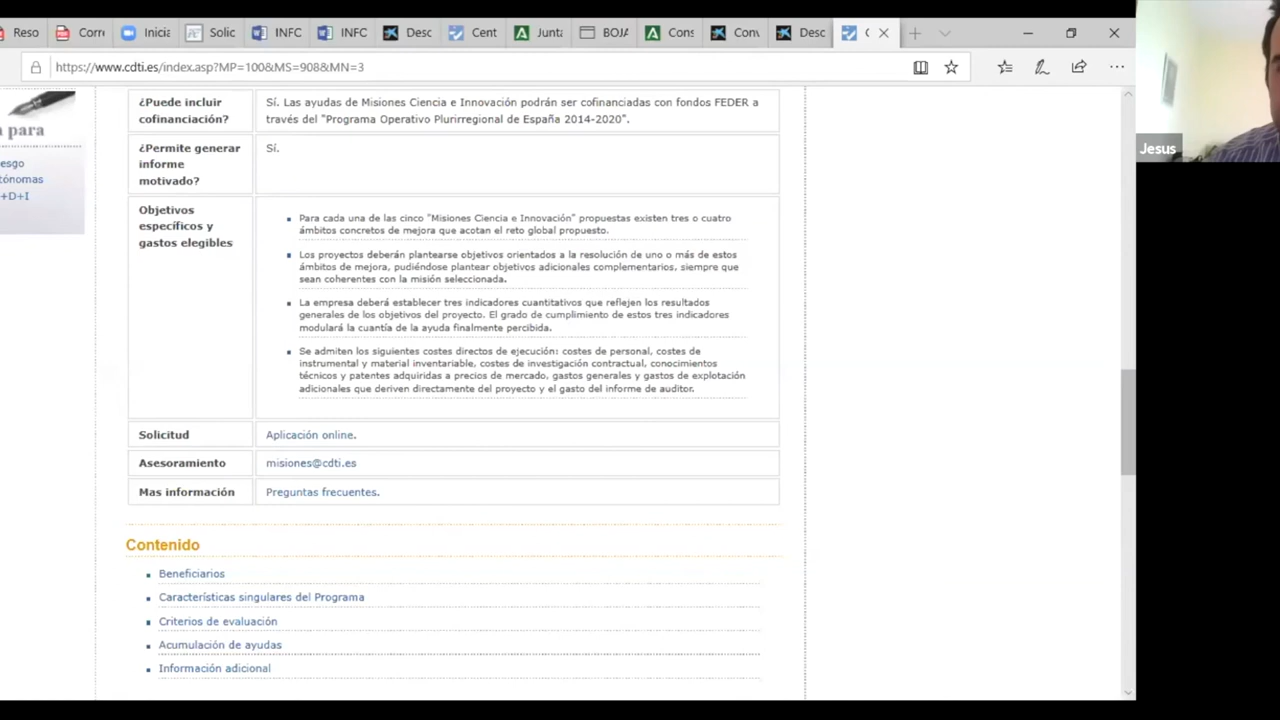 Reso
Corre
Inicia
Solic
INFC
INFC
Desc
Cent
Junta
BOJA
Cons
Con
Desc
https://www.cdti.es/index.asp?MP=100&MS=908&MN=3
Jesus
a para
esgo
tónomas
+D+I
¿Puede incluir
cofinanciación?
Sí. Las ayudas de Misiones Ciencia e Innovación podrán ser cofinanciadas con fondos FEDER a
través del "Programa Operativo Plurirregional de España 2014-2020".
¿Permite generar
informe
motivado?
Sí.
Objetivos
específicos y
gastos elegibles
Para cada una de las cinco "Misiones Ciencia e Innovación" propuestas existen tres o cuatro
ámbitos concretos de mejora que acotan el reto global propuesto.
Los proyectos deberán plantearse objetivos orientados a la resolución de uno o más de estos
ámbitos de mejora, pudiéndose plantear objetivos adicionales complementarios, siempre que
sean coherentes con la misión seleccionada.
La empresa deberá establecer tres indicadores cuantitativos que reflejen los resultados
generales de los objetivos del proyecto. El grado de cumplimiento de estos tres indicadores
modulará la cuantía de la ayuda finalmente percibida.
Se admiten los siguientes costes directos de ejecución: costes de personal, costes de
instrumental y material inventariable, costes de investigación contractual, conocimientos
técnicos y patentes adquiridas a precios de mercado, gastos generales y gastos de explotación
adicionales que deriven directamente del proyecto y el gasto del informe de auditor.
Solicitud
Aplicación online.
Asesoramiento
misiones@cdti.es
Mas información
Preguntas frecuentes.
Contenido
Beneficiarios
Características singulares del Programa
Criterios de evaluación
Acumulación de ayudas
Información adicional